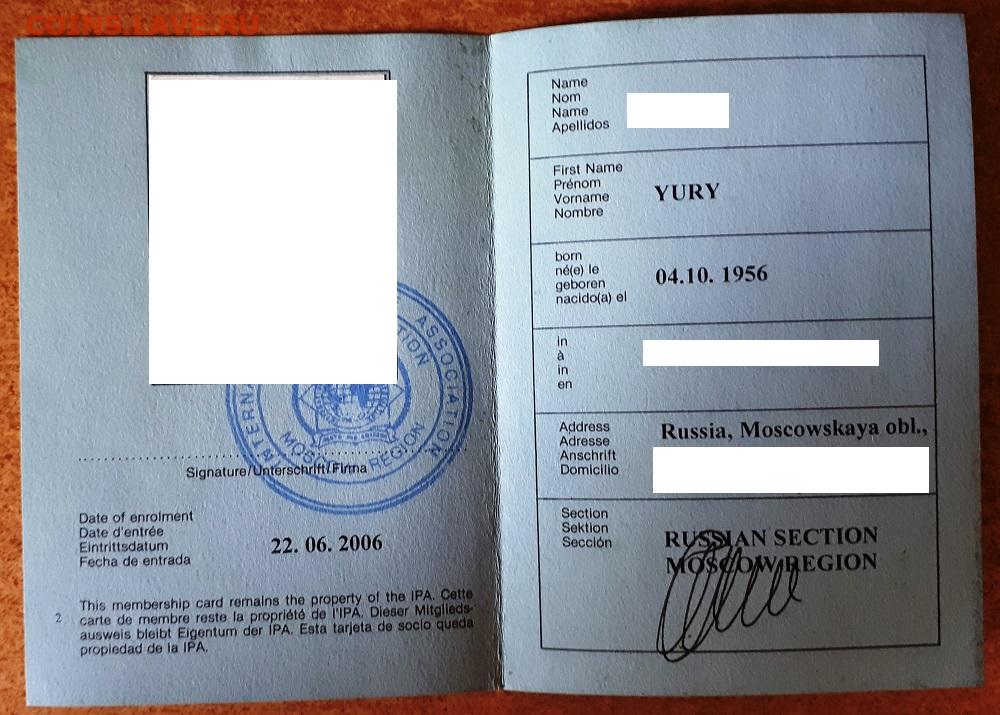 COINS.LAVE.RU
ASSOCIATION
MOSCOW REGION
Signature/Unterschrift/Firma
Date of enrolment
Date d'entrée
Eintrittsdatum
Fecha de entrada
22. 06. 2006
2
This membership card remains the property of the IPA. Cette
carte de membre reste la propriété de l'IPA. Dieser Mitglieds-
ausweis bleibt Eigentum der IPA. Esta tarjeta de socio queda
propiedad de la IPA.
Name
Nom
Name
Apellidos
First Name
Prénom
Vorname
Nombre
YURY
born
né(e) le
geboren
nacido(a) el
04.10. 1956
in
à
in
en
Address
Adresse
Anschrift
Domicilio
Russia, Moscowskaya obl.,
Section
Sektion
Sección
RUSSIAN SECTION
MOSCOW REGION